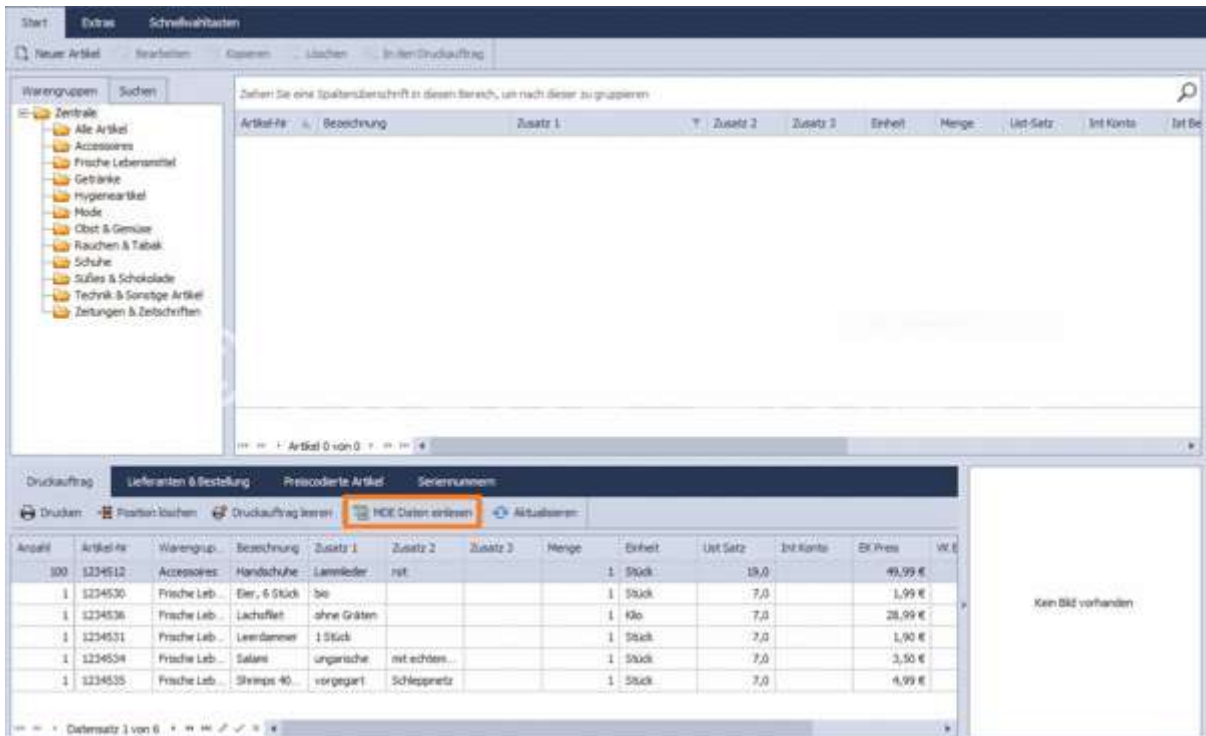 Start Extras Schnellwahltasten
Neuer Artikel Bearbeiten Kopieren Löschen In den Druckauftrag
Warengruppen Suchen
Ziehen Sie eine Spaltenüberschrift in diesen Bereich, um nach dieser zu gruppieren
Zentrale
Alle Artikel
Accessoires
Frische Lebensmittel
Getränke
Hygieneartikel
Mode
Obst & Gemüse
Rauchen & Tabak
Schuhe
Süßes & Schokolade
Technik & Sonstige Artikel
Zeitungen & Zeitschriften
Artikel-Nr Bezeichnung Zusatz 1 Zusatz 2 Zusatz 3 Einheit Menge Ust-Satz Int Konto Ist Be
Artikel 0 von 0
Druckauftrag Lieferanten & Bestellung Preiscodierte Artikel Seriennummern
Drucken Position löschen Druckauftrag leeren MDE Daten einlesen Aktualisieren
Anzahl Artikel-Nr Warengrup... Bezeichnung Zusatz 1 Zusatz 2 Zusatz 3 Menge Einheit Ust Satz Int Konto EK Preis VK E
100 1234512 Accessoires Handschuhe Lammleder rot 1 Stück 19,0 49,99 €
1 1234530 Frische Leb... Eier, 6 Stück bio 1 Stück 7,0 1,99 €
1 1234536 Frische Leb... Lachsfilet ohne Gräten 1 Kilo 7,0 28,99 €
1 1234531 Frische Leb... Leerdammer 1 Stück 1 Stück 7,0 1,90 €
1 1234534 Frische Leb... Salami ungarische mit echtem... 1 Stück 7,0 3,50 €
1 1234535 Frische Leb... Shrimps 40... vorgegart Schleppnetz 1 Stück 7,0 4,99 €
Datensatz 1 von 6
Kein Bild vorhanden